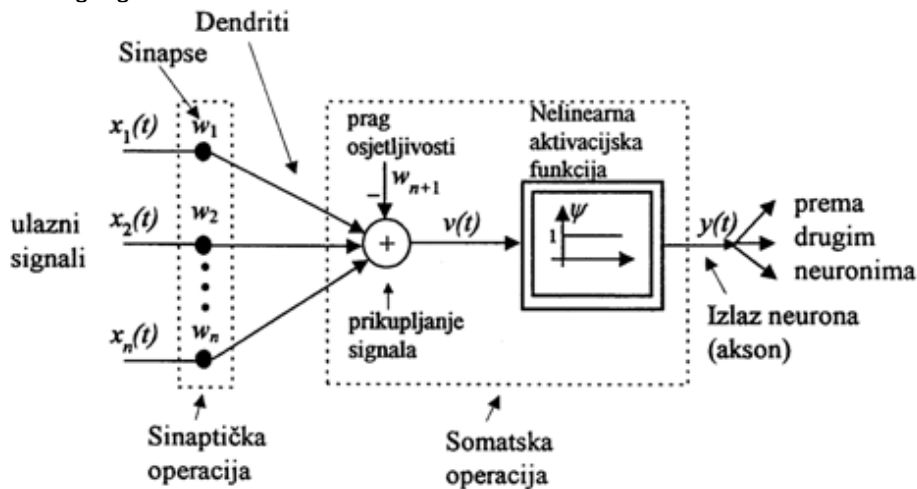 Dendriti
Sinapse
x₁(t)
w₁
prag
osjetljivosti
− w_{n+1}
Nelinearna
aktivacijska
funkcija
ulazni
signali
x₂(t)
w₂
+
v(t)
ψ
1
y(t)
prema
drugim
neuronima
xₙ(t)
wₙ
prikupljanje
signala
Izlaz neurona
(akson)
Sinaptička
operacija
Somatska
operacija